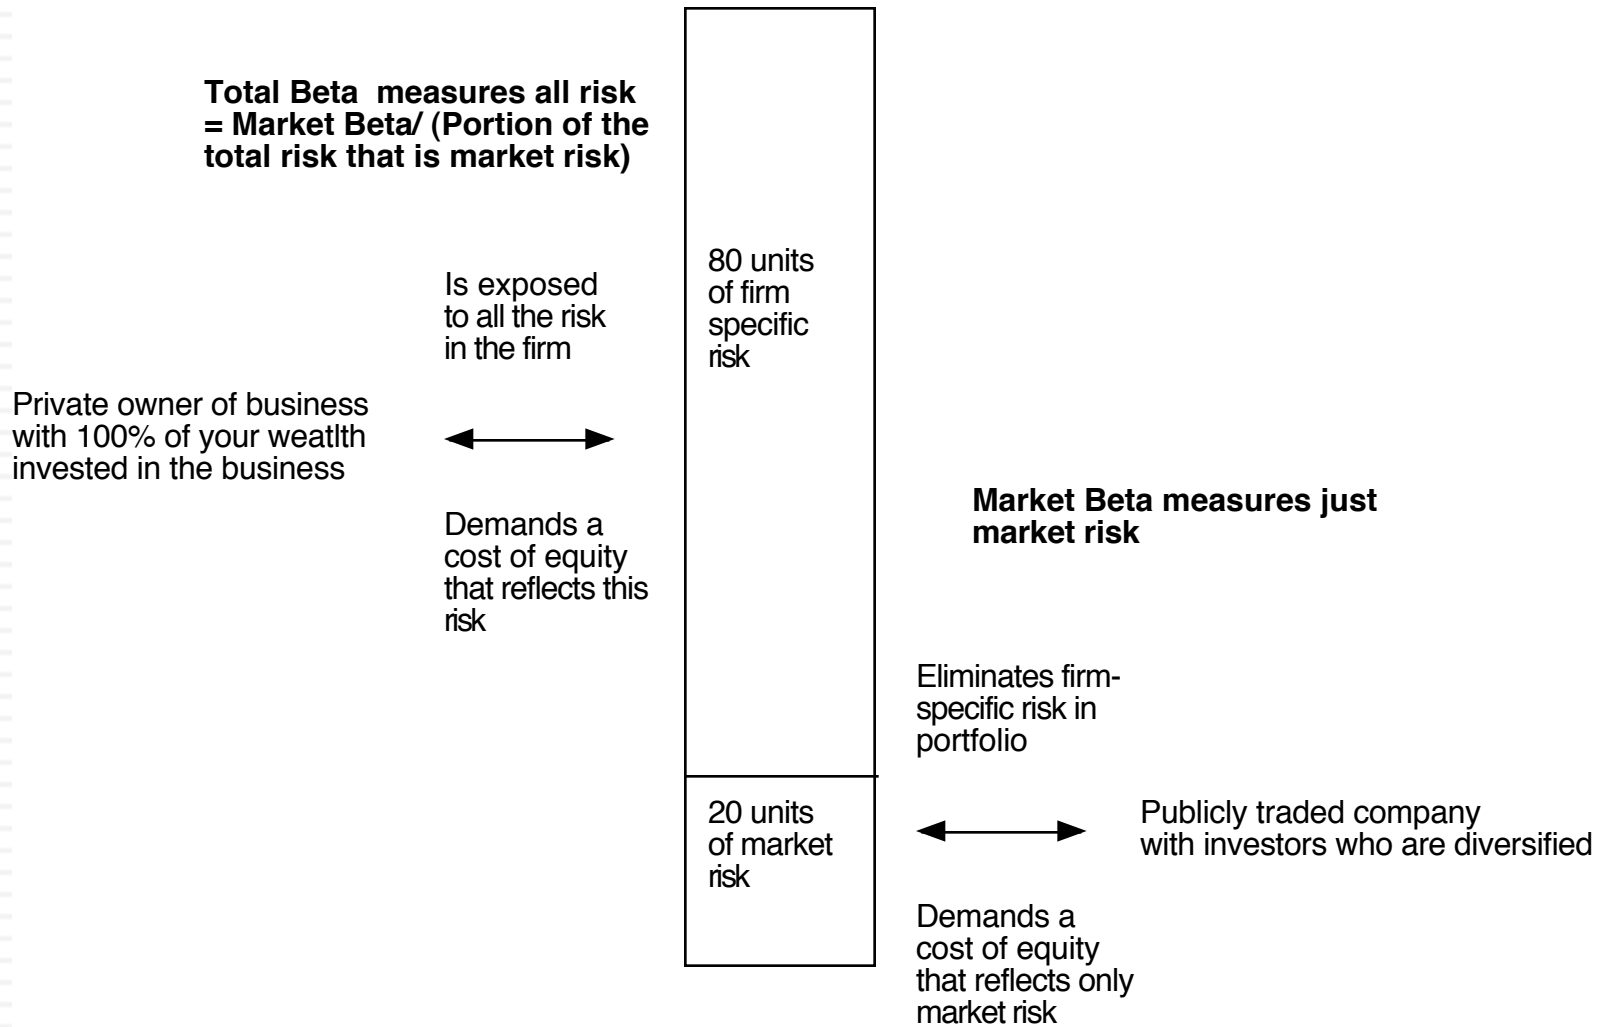 Total Beta  measures all risk
= Market Beta/ (Portion of the
total risk that is market risk)
80 units
of firm
specific
risk
Is exposed
to all the risk
in the firm
Private owner of business
with 100% of your weatlth
invested in the business
Demands a
cost of equity
that reflects this
risk
Market Beta measures just
market risk
Eliminates firm-
specific risk in
portfolio
20 units
of market
risk
Publicly traded company
with investors who are diversified
Demands a
cost of equity
that reflects only
market risk